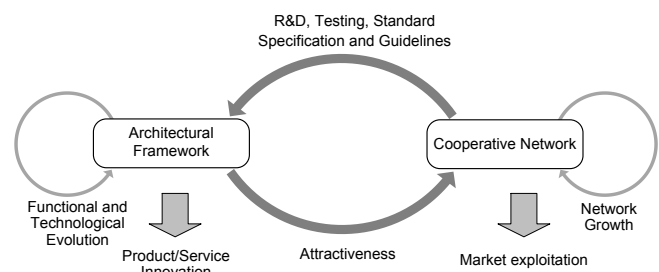 R&D, Testing, Standard
Specification and Guidelines
Architectural
Framework
Cooperative Network
Functional and
Technological
Evolution
Product/Service
Innovation
Attractiveness
Market exploitation
Network
Growth